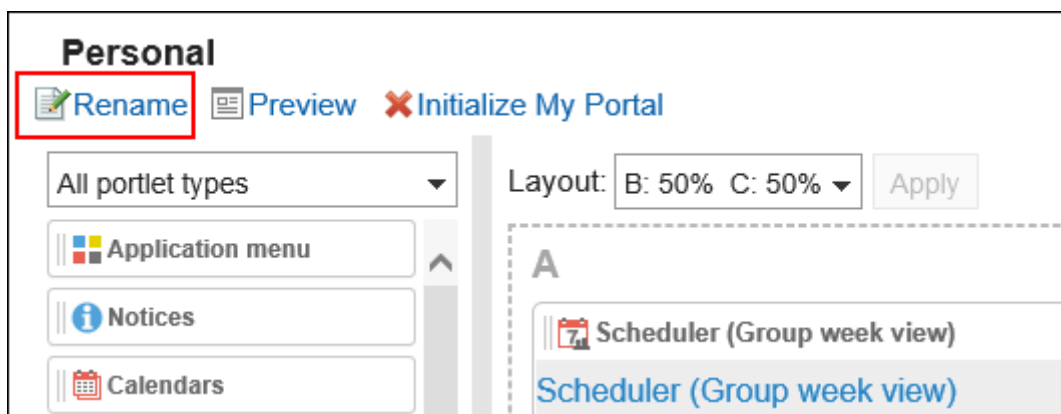 Personal
Rename Preview Initialize My Portal
All portlet types
Layout: B: 50% C: 50% Apply
Application menu
A
Notices
Scheduler (Group week view)
Calendars
Scheduler (Group week view)